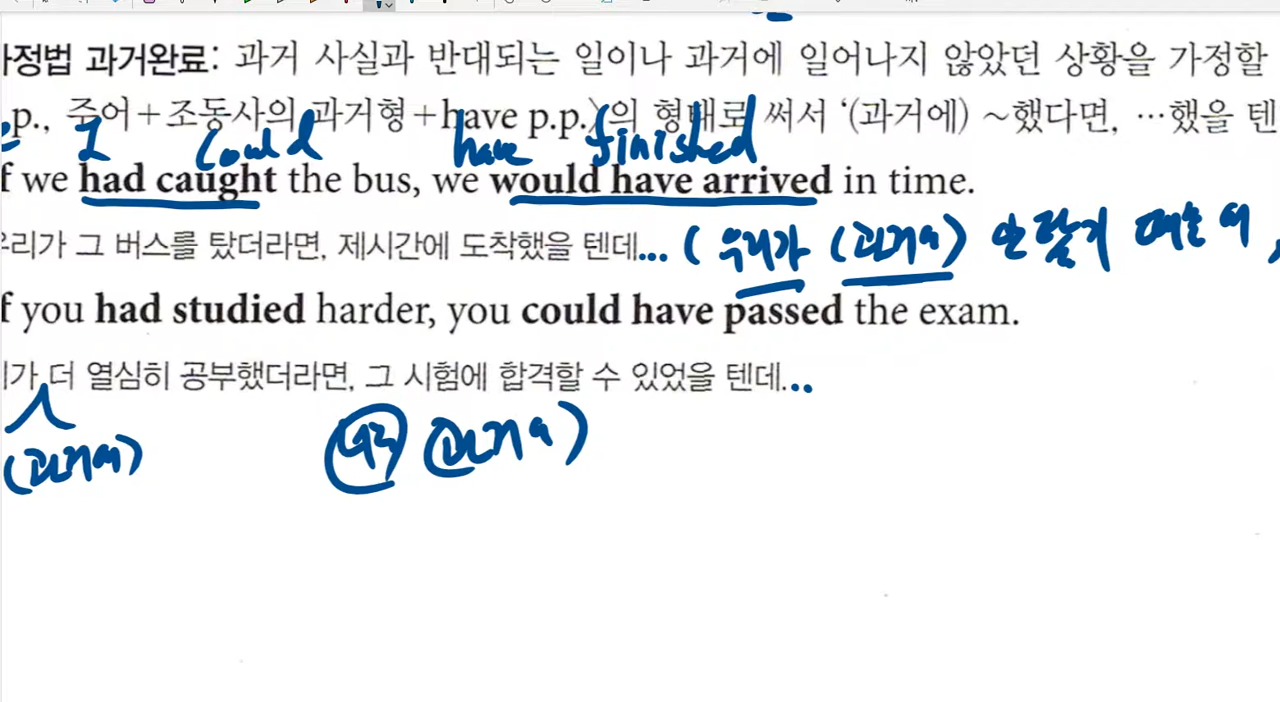 가정법 과거완료: 과거 사실과 반대되는 일이나 과거에 일어나지 않았던 상황을 가정할
p.p., 주어+조동사의 과거형+have p.p.〉의 형태로 써서 '(과거에) ~했다면, …했을 텐
I could have finished
f we had caught the bus, we would have arrived in time.
우리가 그 버스를 탔더라면, 제시간에 도착했을 텐데... (우리가 (과거에) 안 탔기 때문에,
f you had studied harder, you could have passed the exam.
가 더 열심히 공부했더라면, 그 시험에 합격할 수 있었을 텐데...
(과거에) (과거에)